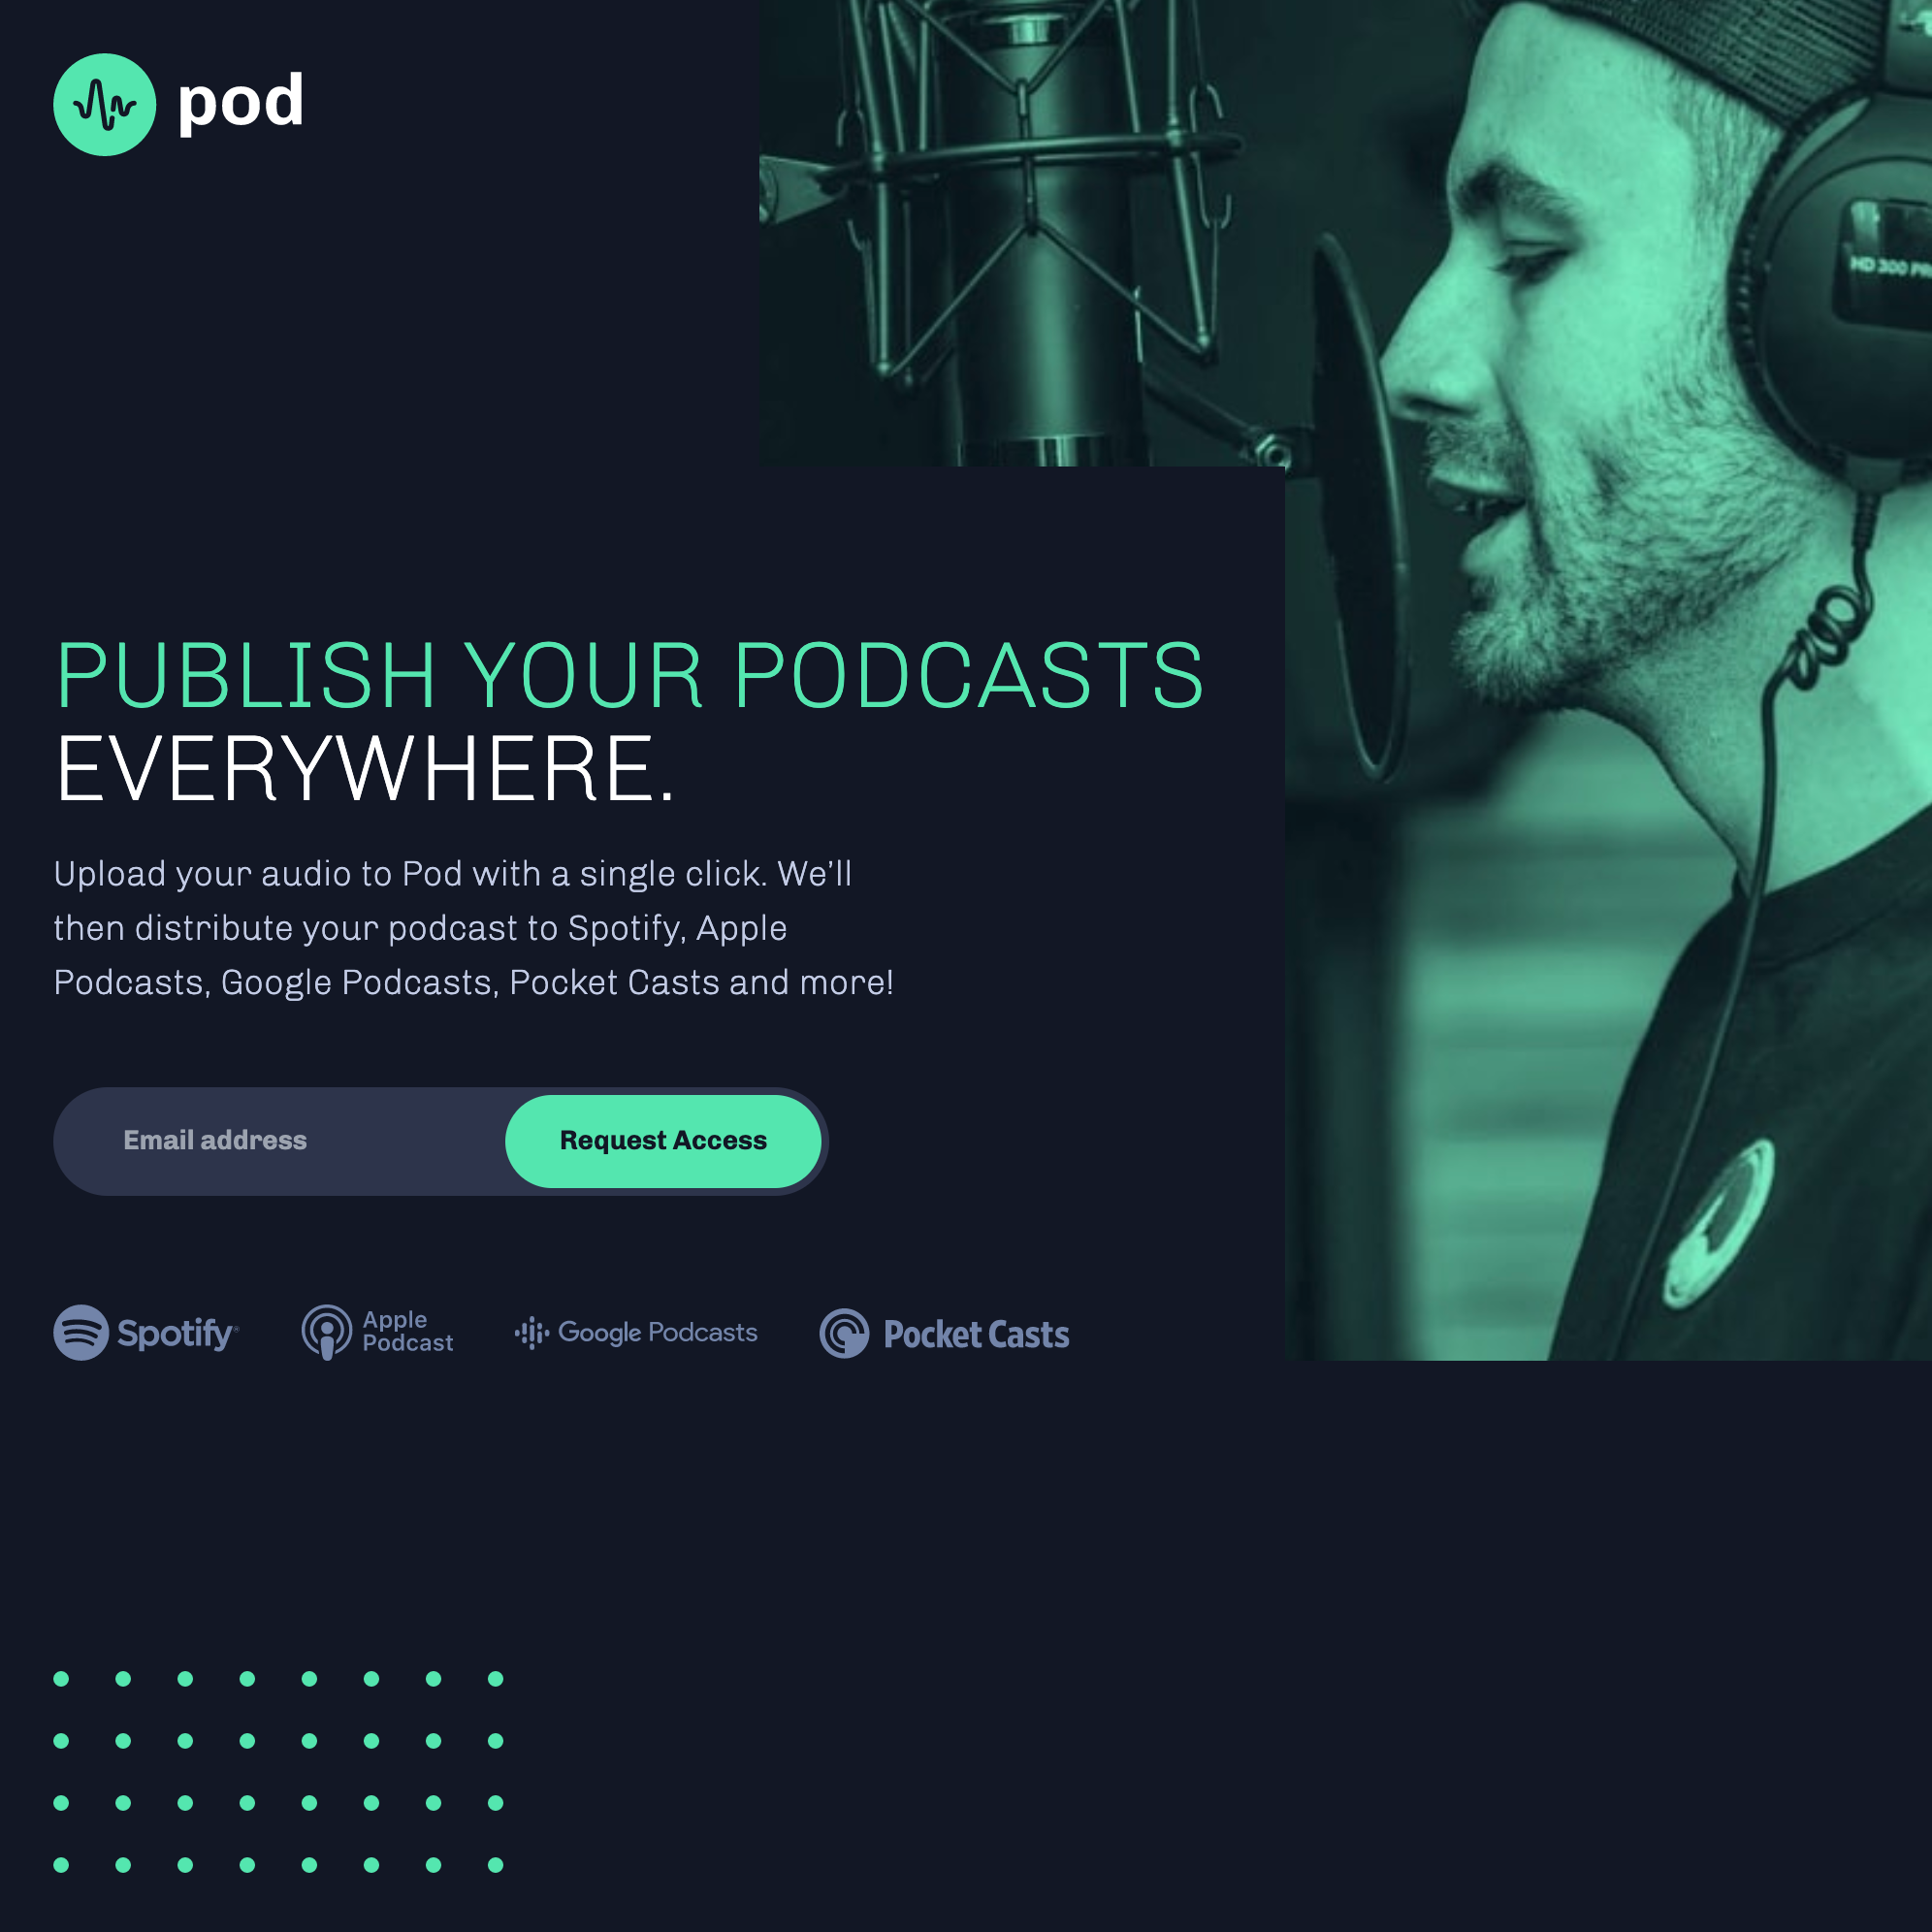 pod
HD 300
PUBLISH YOUR PODCASTS
EVERYWHERE.
Upload your audio to Pod with a single click. We’ll
then distribute your podcast to Spotify, Apple
Podcasts, Google Podcasts, Pocket Casts and more!
Email address
Request Access
Spotify®
Apple
Podcast
Google Podcasts
Pocket Casts